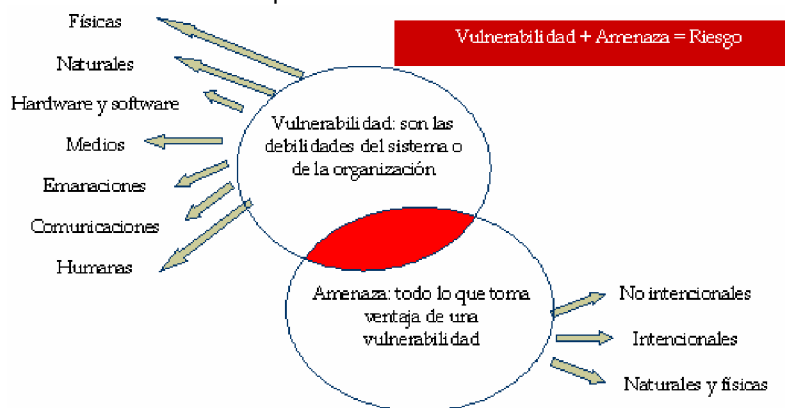 Físicas
Vulnerabilidad + Amenaza = Riesgo
Naturales
Hardware y software
Medios
Emanaciones
Comunicaciones
Humanas
Vulnerabilidad: son las
debilidades del sistema o
de la organización
Amenaza: todo lo que toma
ventaja de una
vulnerabilidad
No intencionales
Intencionales
Naturales y físicas